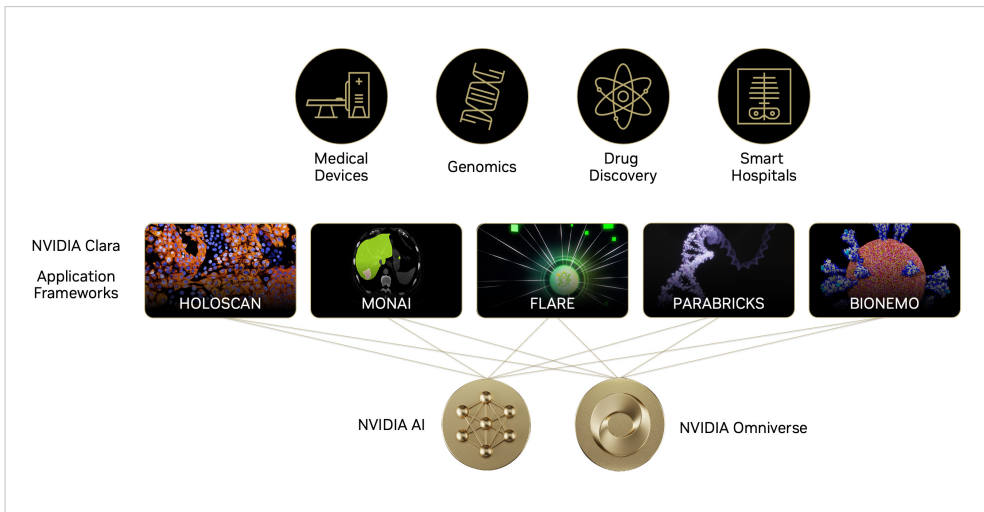 Medical
Devices
Genomics
Drug
Discovery
Smart
Hospitals
NVIDIA Clara
Application
Frameworks
HOLOSCAN
MONAI
FLARE
PARABRICKS
BIONEMO
NVIDIA AI
NVIDIA Omniverse